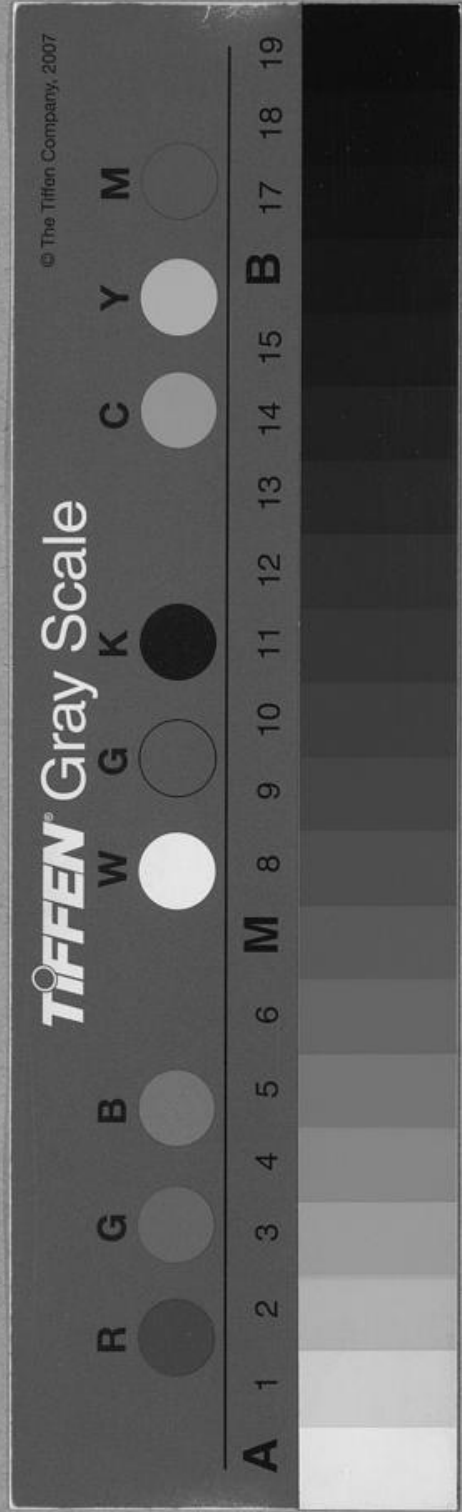 TIFFEN® Gray Scale
© The Tiffen Company, 2007
R G B W G K C Y M
A 1 2 3 4 5 6 M 8 9 10 11 12 13 14 15 B 17 18 19